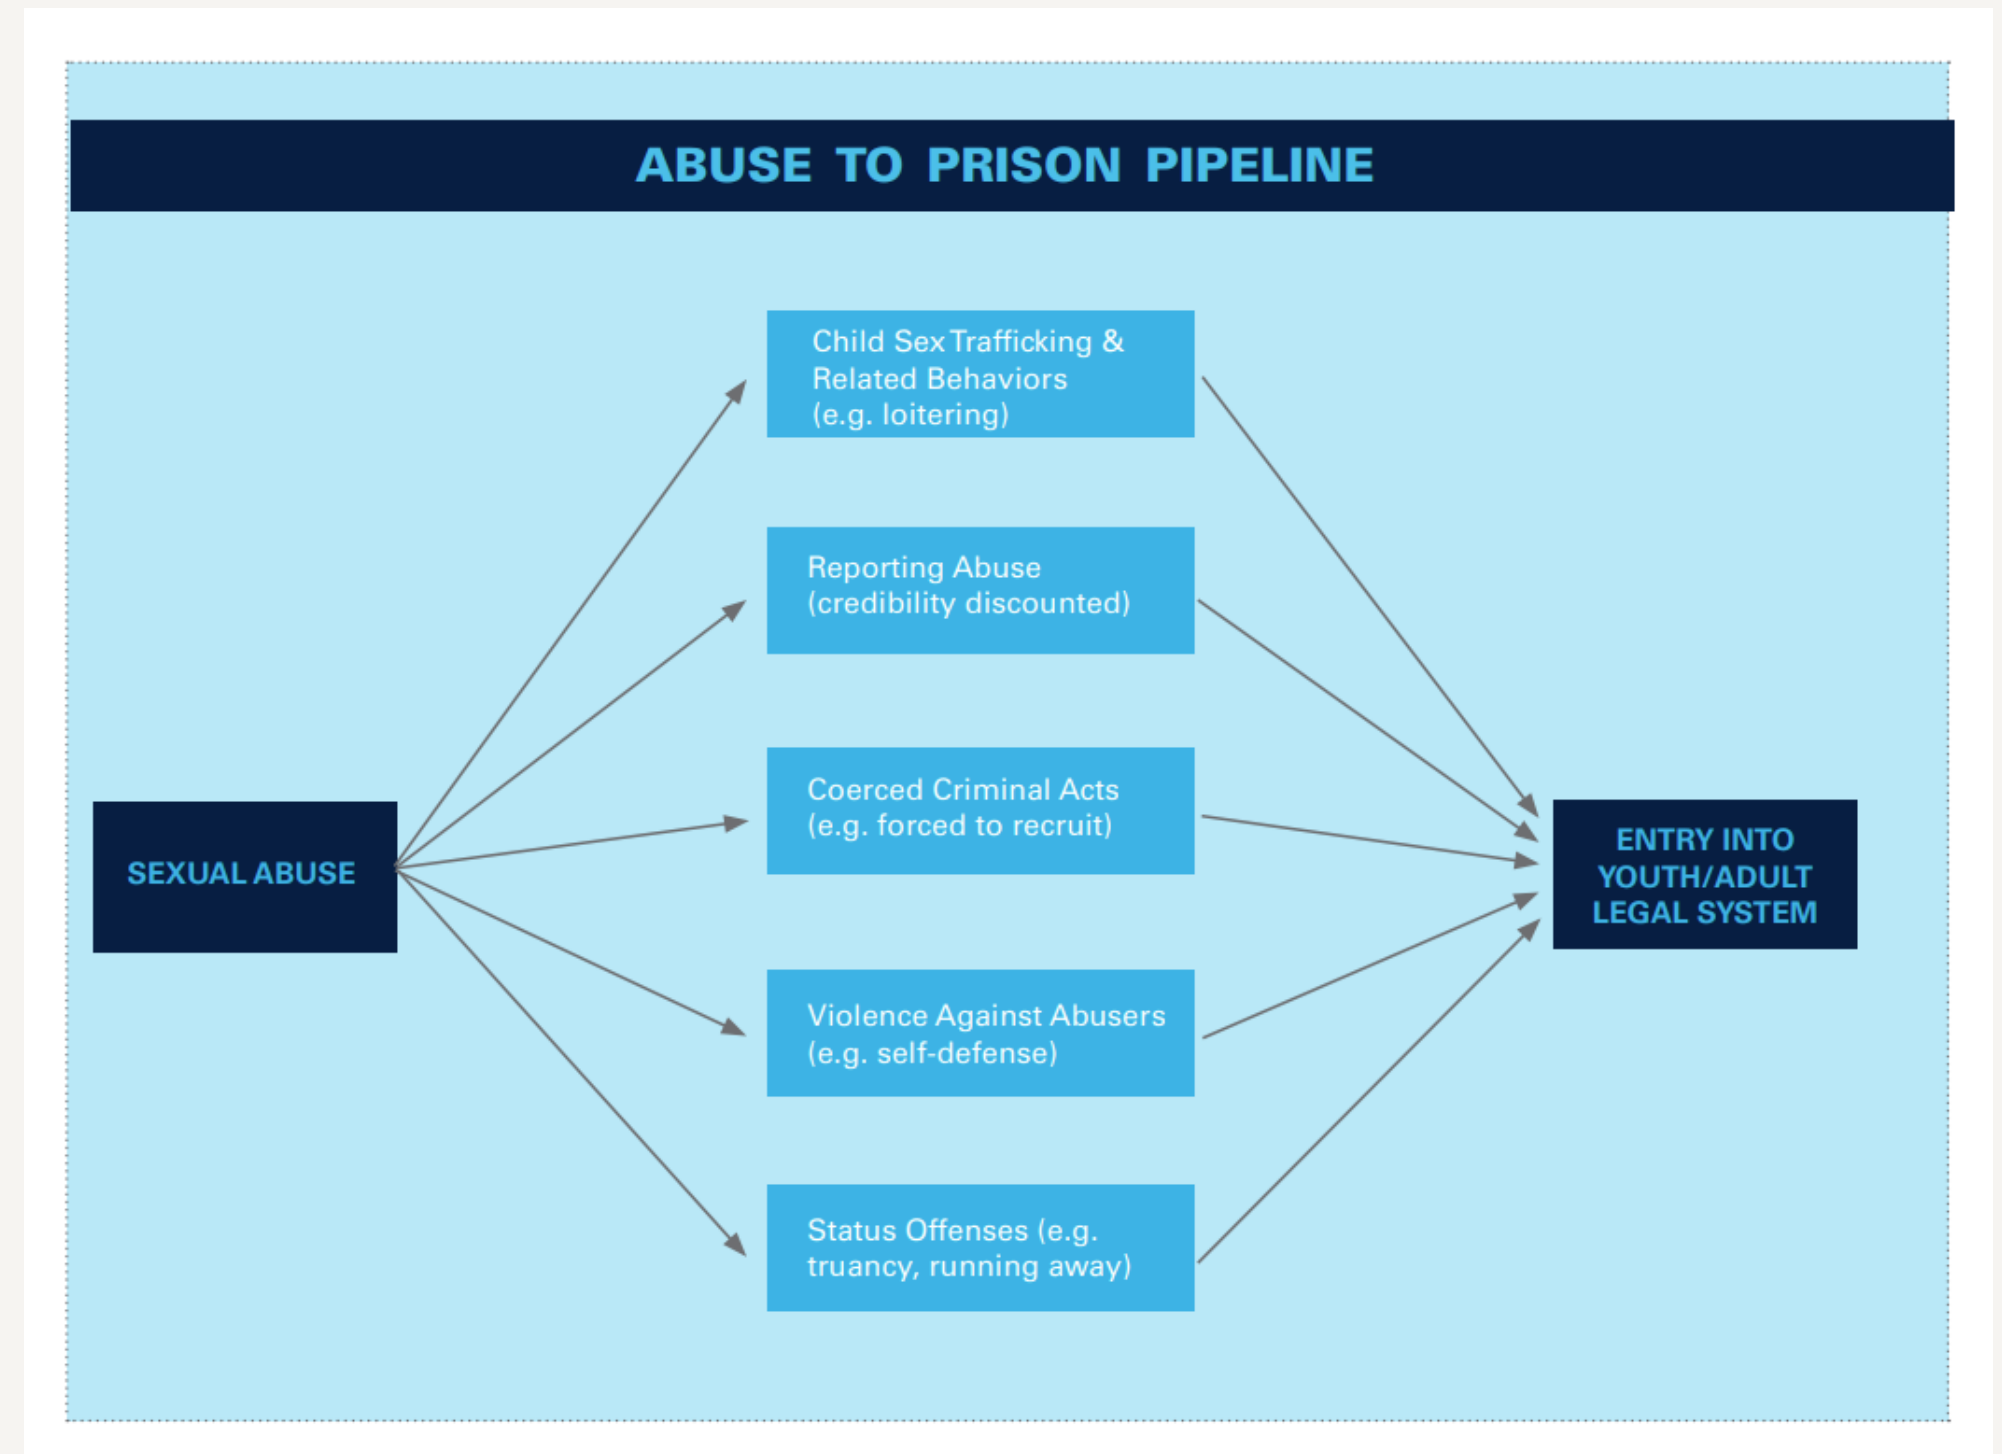 ABUSE TO PRISON PIPELINE
SEXUAL ABUSE
Child Sex Trafficking &
Related Behaviors
(e.g. loitering)
Reporting Abuse
(credibility discounted)
Coerced Criminal Acts
(e.g. forced to recruit)
Violence Against Abusers
(e.g. self-defense)
Status Offenses (e.g.
truancy, running away)
ENTRY INTO
YOUTH/ADULT
LEGAL SYSTEM